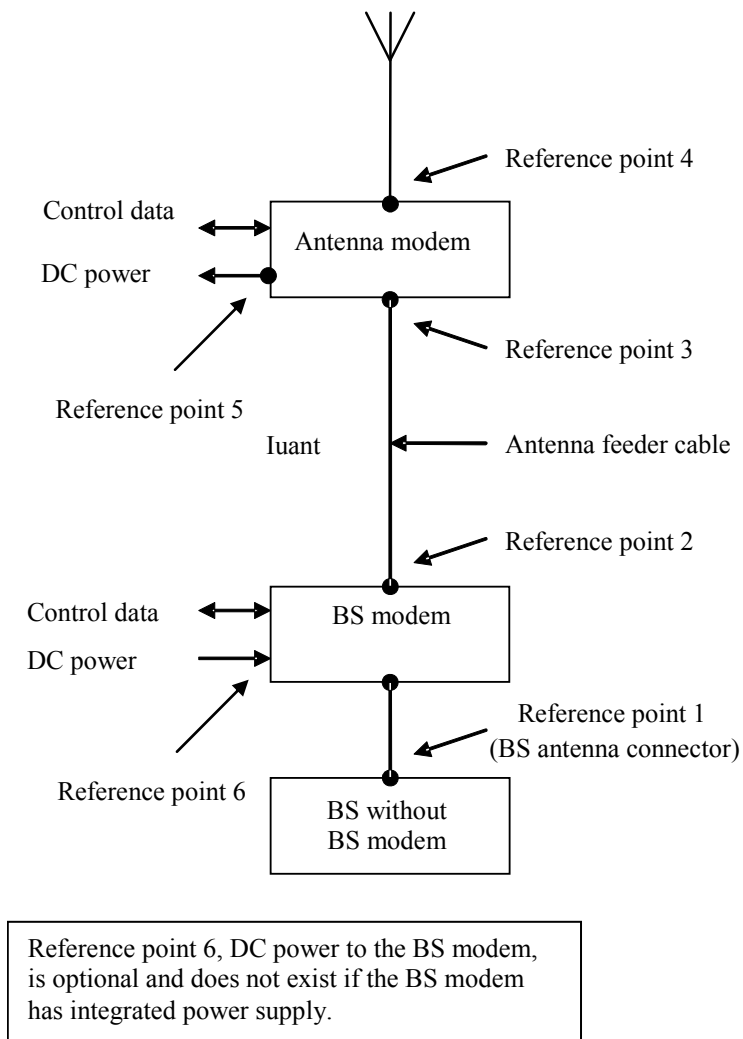 Reference point 4
Control data
Antenna modem
DC power
Reference point 3
Reference point 5
Iuant
Antenna feeder cable
Reference point 2
Control data
BS modem
DC power
Reference point 1
(BS antenna connector)
Reference point 6
BS without
BS modem
Reference point 6, DC power to the BS modem,
is optional and does not exist if the BS modem
has integrated power supply.